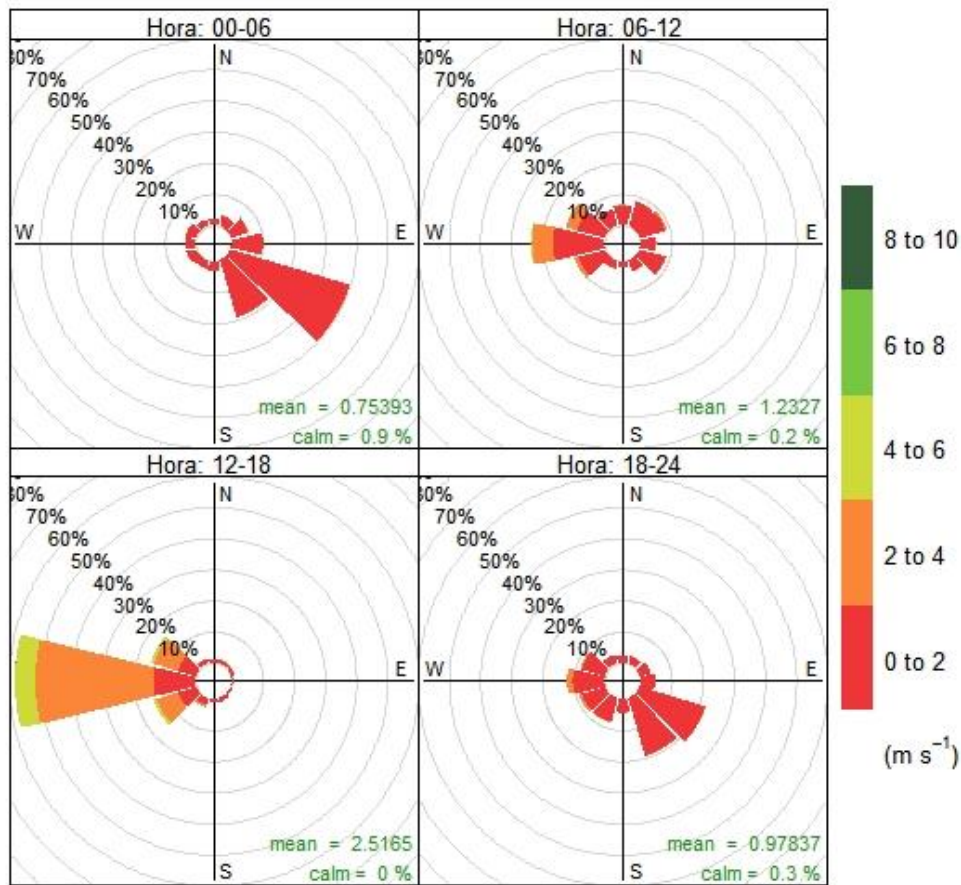 Hora: 00-06
80%
70%
60%
50%
40%
30%
20%
10%
N
W
E
S
mean = 0.75393
calm = 0.9 %
Hora: 06-12
80%
70%
60%
50%
40%
30%
20%
10%
N
W
E
S
mean = 1.2327
calm = 0.2 %
Hora: 12-18
80%
70%
60%
50%
40%
30%
20%
10%
N
W
E
S
mean = 2.5165
calm = 0 %
Hora: 18-24
80%
70%
60%
50%
40%
30%
20%
10%
N
W
E
S
mean = 0.97837
calm = 0.3 %
8 to 10
6 to 8
4 to 6
2 to 4
0 to 2
(m s⁻¹)